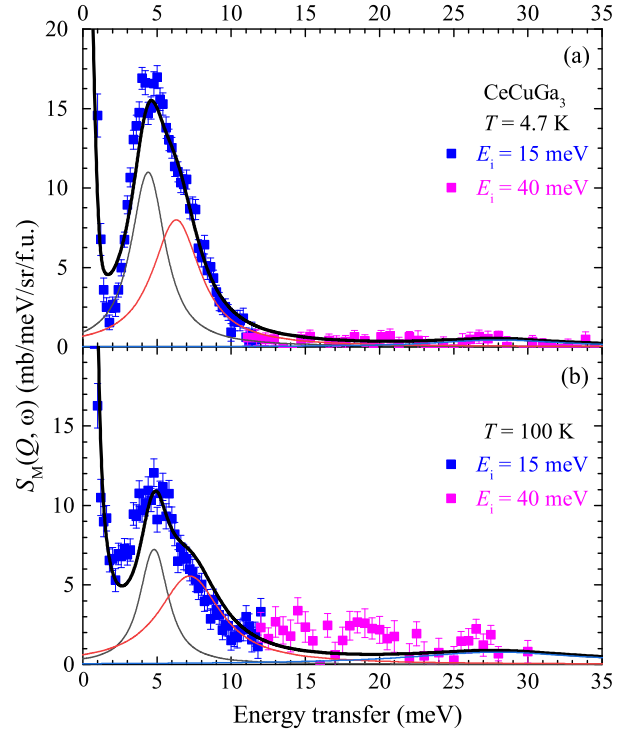 0 5 10 15 20 25 30 35
20
15
10
5
0
(a)
CeCuGa₃
T = 4.7 K
Eᵢ = 15 meV
Eᵢ = 40 meV
S_M(Q, ω) (mb/meV/sr/f.u.)
15
10
5
0
(b)
T = 100 K
Eᵢ = 15 meV
Eᵢ = 40 meV
0 5 10 15 20 25 30 35
Energy transfer (meV)